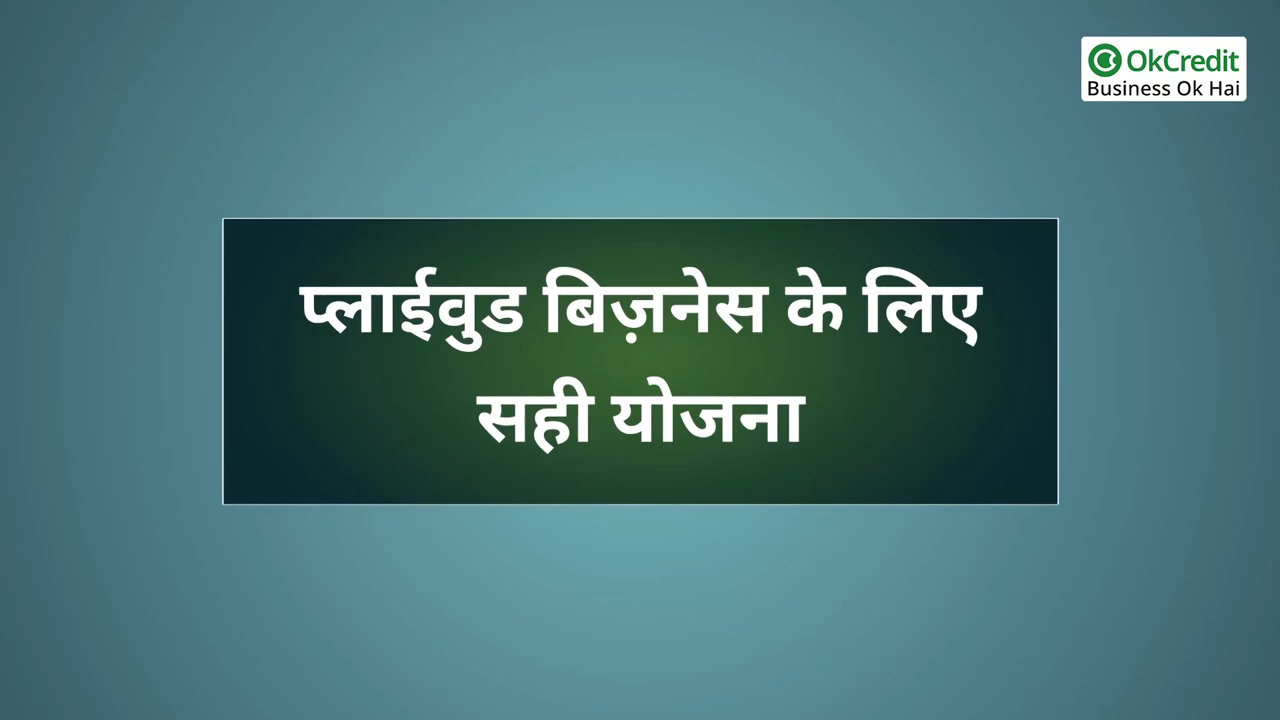 OkCredit
Business Ok Hai
प्लाईवुड बिज़नेस के लिए
सही योजना